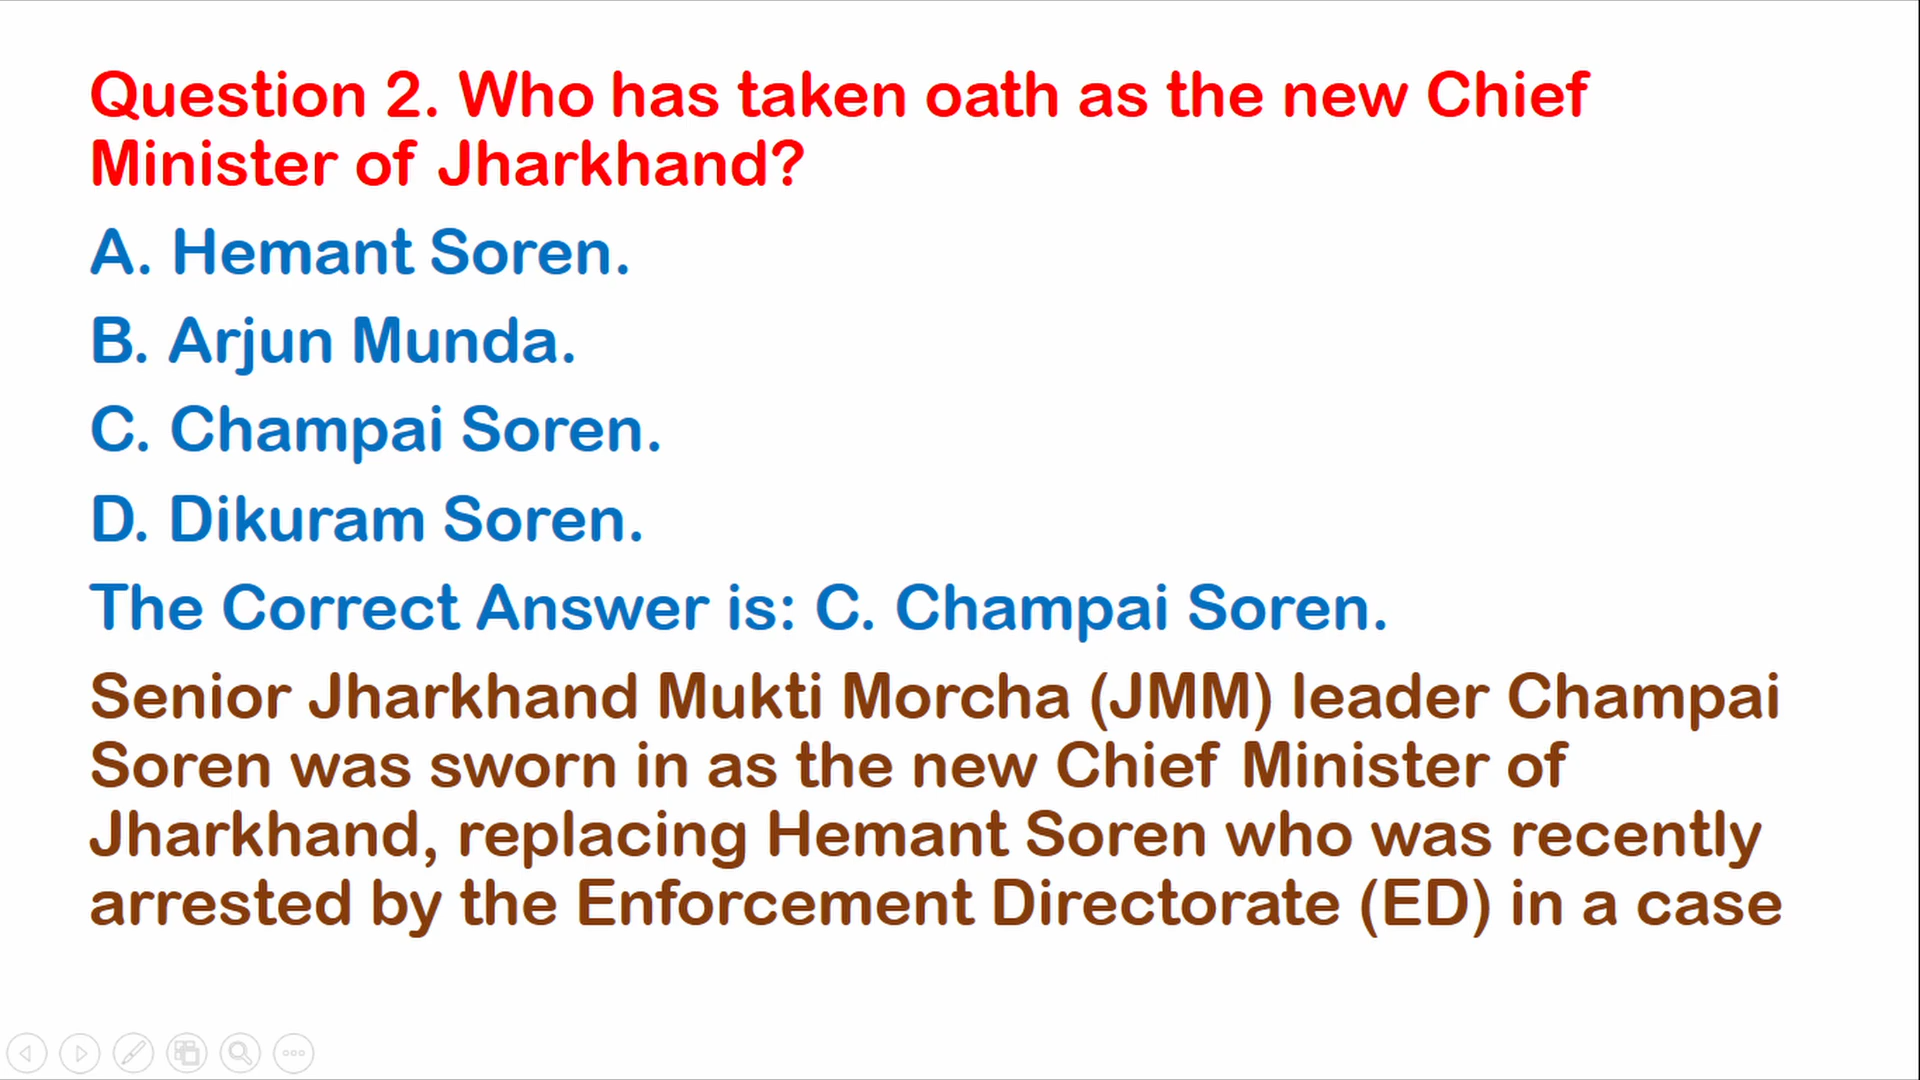 Question 2. Who has taken oath as the new Chief
Minister of Jharkhand?
A. Hemant Soren.
B. Arjun Munda.
C. Champai Soren.
D. Dikuram Soren.
The Correct Answer is: C. Champai Soren.
Senior Jharkhand Mukti Morcha (JMM) leader Champai
Soren was sworn in as the new Chief Minister of
Jharkhand, replacing Hemant Soren who was recently
arrested by the Enforcement Directorate (ED) in a case